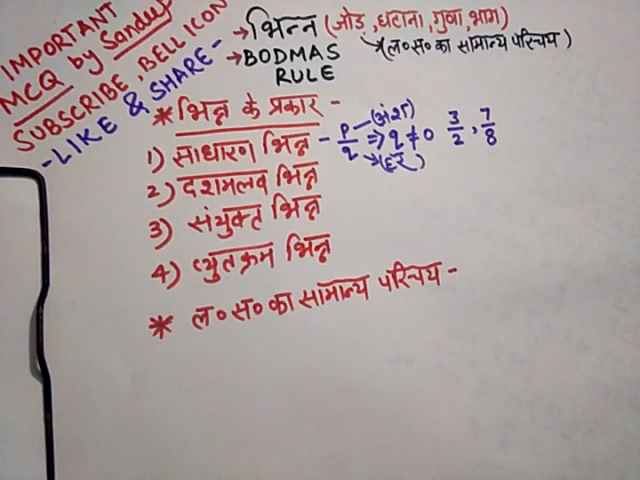 IMPORTANT
MCQ by Sandeep
SUBSCRIBE, BELL ICON
- LIKE & SHARE -
→ भिन्न (जोड़, घटाना, गुणा, भाग)
→ BODMAS RULE
(ल०स० का सामान्य परिचय)
* भिन्न के प्रकार -
1) साधारण भिन्न - p/q ⇒ q ≠ 0 3/2, 7/8
(अंश)
(हर)
2) दशमलव भिन्न
3) संयुक्त भिन्न
4) व्युतक्रम भिन्न
* ल०स० का सामान्य परिचय -